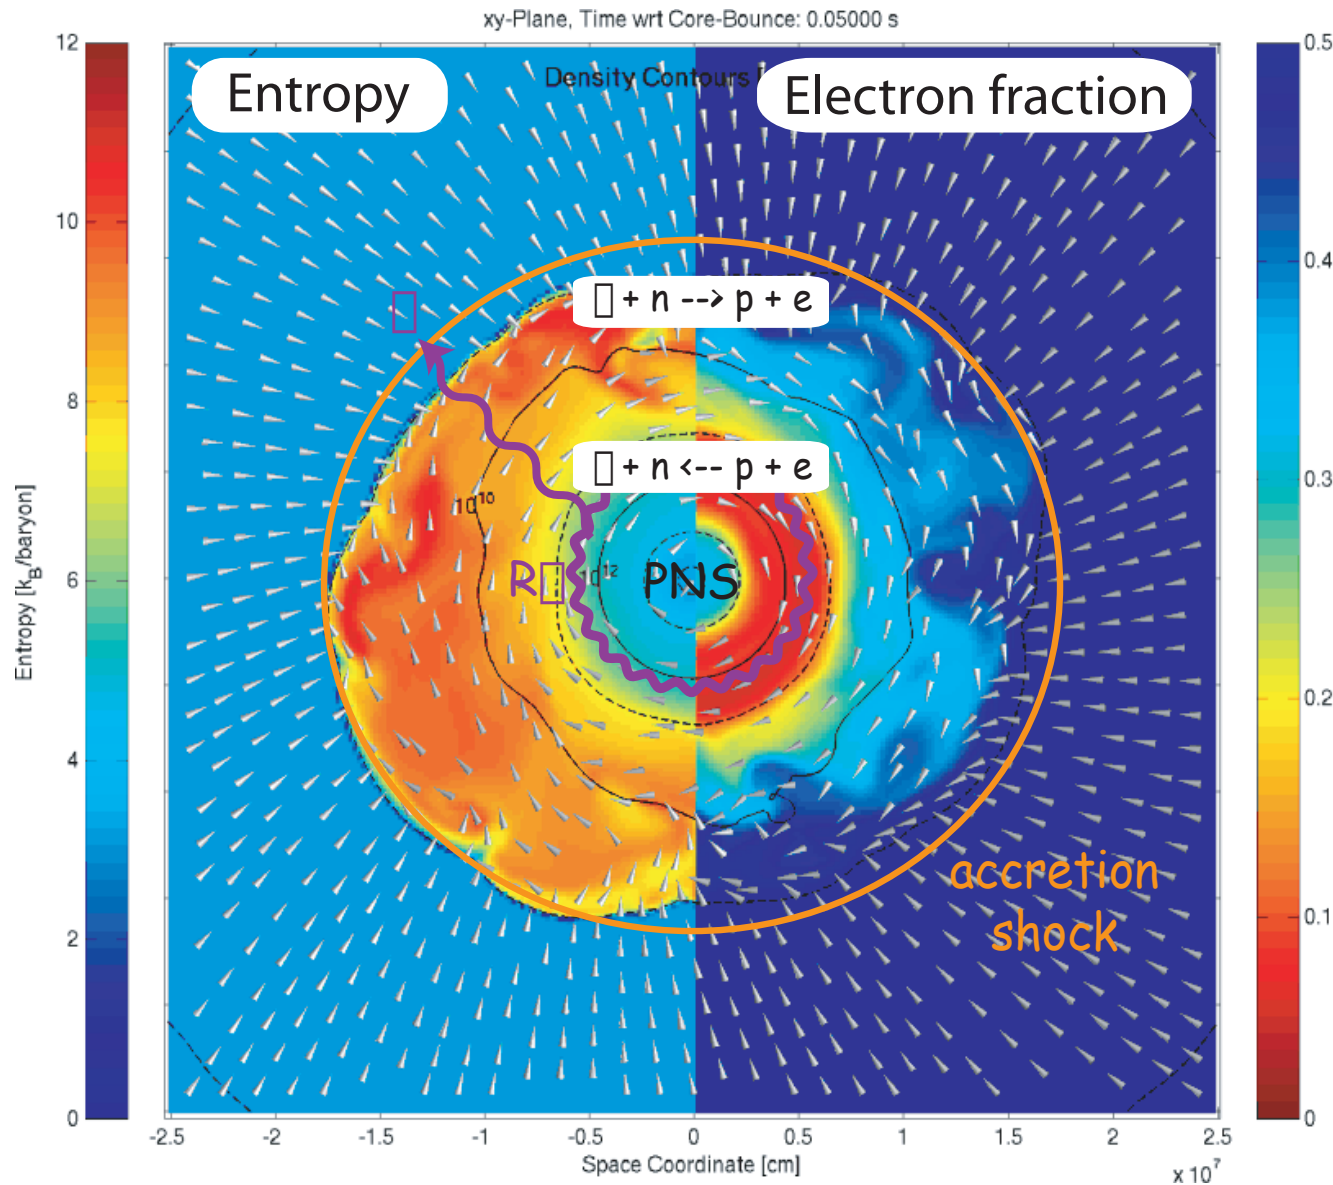 xy-Plane, Time wrt Core-Bounce: 0.05000 s
Density Contours [
Entropy
Electron fraction
12
10
8
6
4
2
0
Entropy [kB/baryon]
0.5
0.4
0.3
0.2
0.1
0
▯ + n --> p + e
▯
▯ + n <-- p + e
10^10
R▯
10^12
PNS
accretion
shock
-2.5 -2 -1.5 -1 -0.5 0 0.5 1 1.5 2 2.5
Space Coordinate [cm]
x 10^7